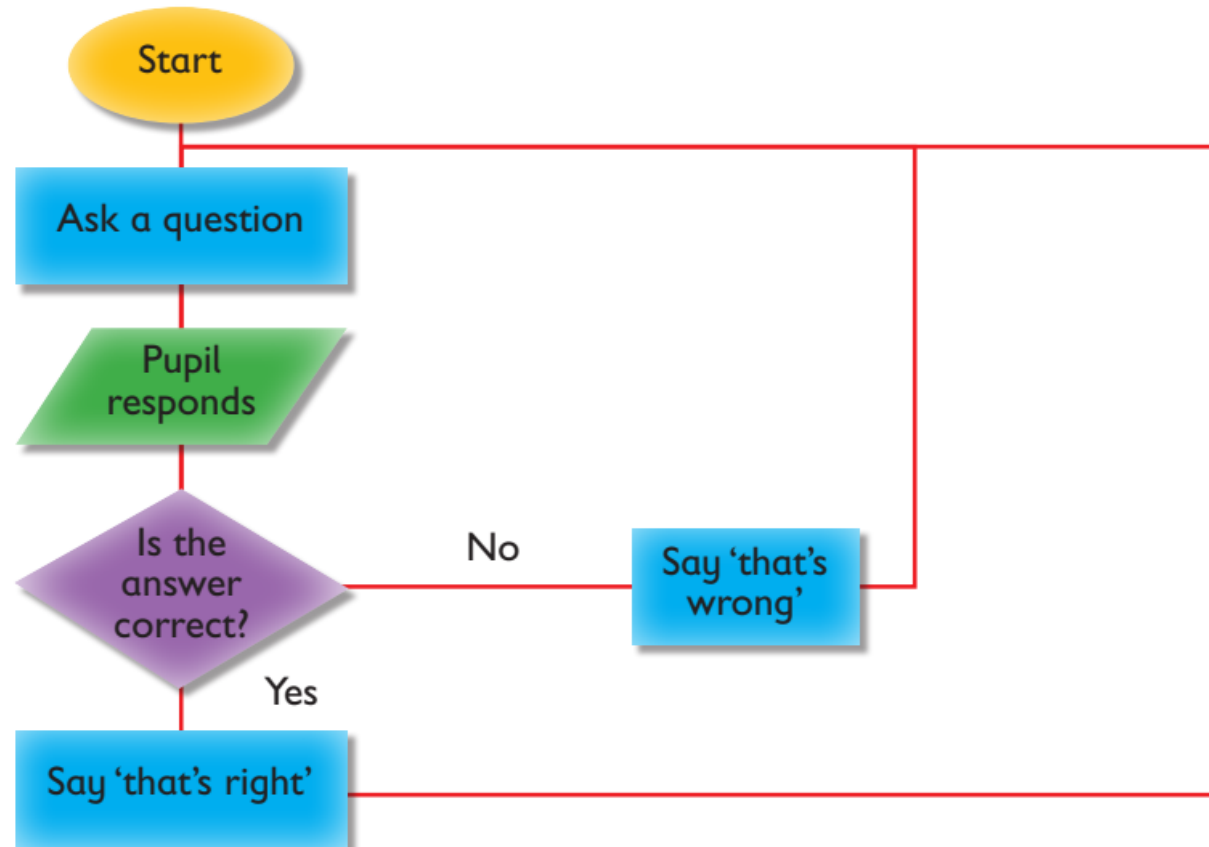 Start
Ask a question
Pupil
responds
Is the
answer
correct?
No
Say ‘that’s
wrong’
Yes
Say ‘that’s right’